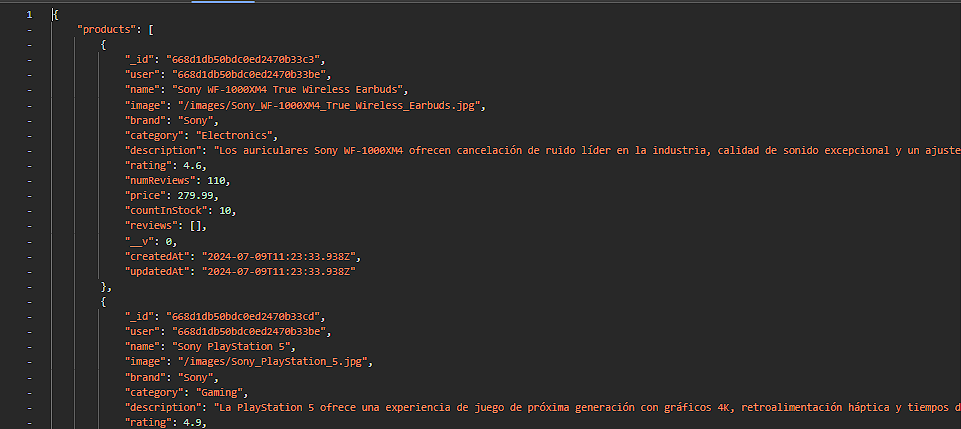 1 {
- "products": [
- {
- "_id": "668d1db50bdc0ed2470b33c3",
- "user": "668d1db50bdc0ed2470b33be",
- "name": "Sony WF-1000XM4 True Wireless Earbuds",
- "image": "/images/Sony_WF-1000XM4_True_Wireless_Earbuds.jpg",
- "brand": "Sony",
- "category": "Electronics",
- "description": "Los auriculares Sony WF-1000XM4 ofrecen cancelación de ruido líder en la industria, calidad de sonido excepcional y un ajuste
- "rating": 4.6,
- "numReviews": 110,
- "price": 279.99,
- "countInStock": 10,
- "reviews": [],
- "__v": 0,
- "createdAt": "2024-07-09T11:23:33.938Z",
- "updatedAt": "2024-07-09T11:23:33.938Z"
- },
- {
- "_id": "668d1db50bdc0ed2470b33cd",
- "user": "668d1db50bdc0ed2470b33be",
- "name": "Sony PlayStation 5",
- "image": "/images/Sony_PlayStation_5.jpg",
- "brand": "Sony",
- "category": "Gaming",
- "description": "La PlayStation 5 ofrece una experiencia de juego de próxima generación con gráficos 4K, retroalimentación háptica y tiempos d
- "rating": 4.9,